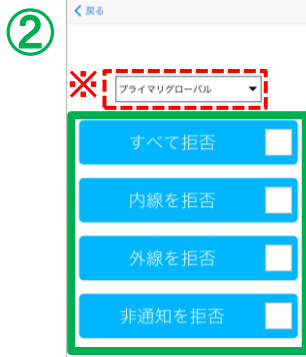 ②
戻る
※
プライマリグローバル
すべて拒否
内線を拒否
外線を拒否
非通知を拒否